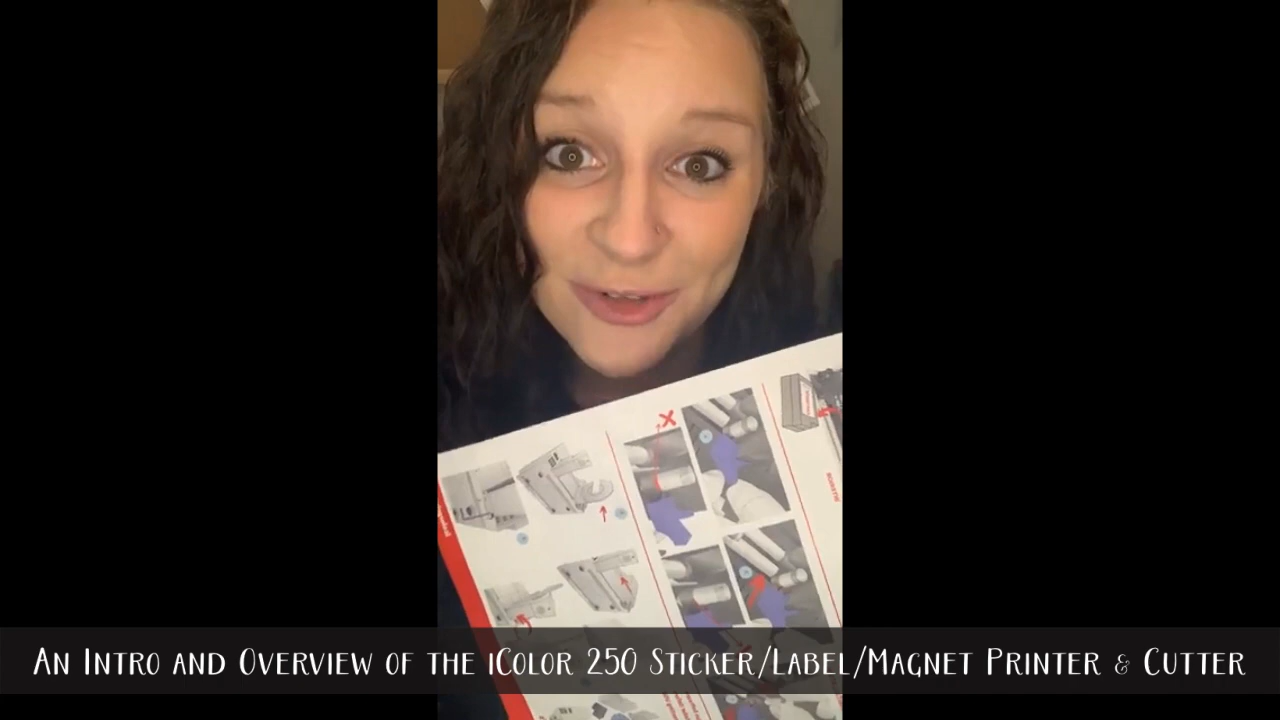 An Intro and Overview of the iColor 250 Sticker/Label/Magnet Printer & Cutter